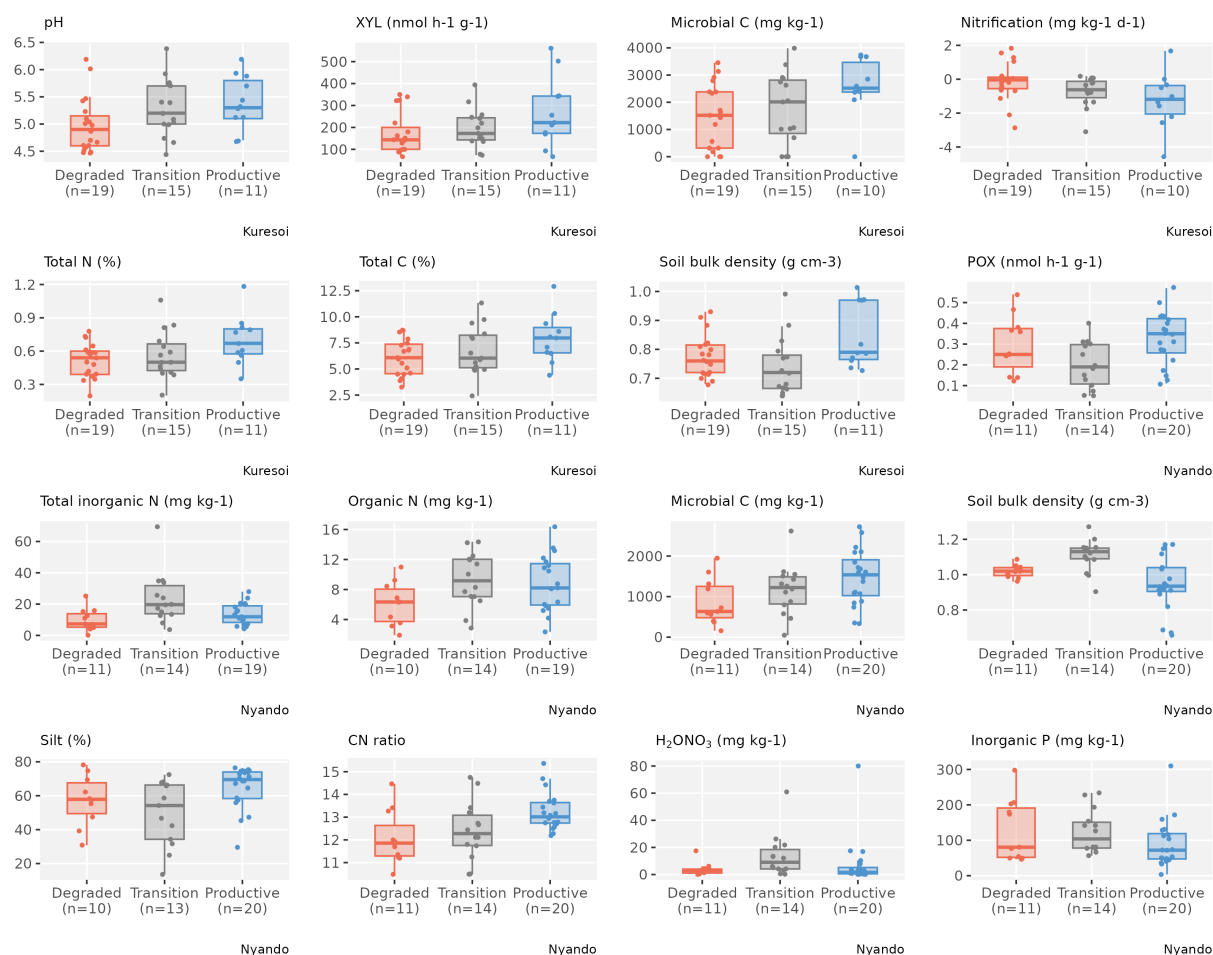 pH
6.5
6.0
5.5
5.0
4.5
Degraded Transition Productive
(n=19) (n=15) (n=11)
Kuresoi
XYL (nmol h-1 g-1)
500
400
300
200
100
Degraded Transition Productive
(n=19) (n=15) (n=11)
Kuresoi
Microbial C (mg kg-1)
4000
3000
2000
1000
0
Degraded Transition Productive
(n=19) (n=15) (n=10)
Kuresoi
Nitrification (mg kg-1 d-1)
2
0
-2
-4
Degraded Transition Productive
(n=19) (n=15) (n=10)
Kuresoi
Total N (%)
1.2
0.9
0.6
0.3
Degraded Transition Productive
(n=19) (n=15) (n=11)
Kuresoi
Total C (%)
12.5
10.0
7.5
5.0
2.5
Degraded Transition Productive
(n=19) (n=15) (n=11)
Kuresoi
Soil bulk density (g cm-3)
1.0
0.9
0.8
0.7
Degraded Transition Productive
(n=19) (n=15) (n=11)
Kuresoi
POX (nmol h-1 g-1)
0.5
0.4
0.3
0.2
0.1
Degraded Transition Productive
(n=11) (n=14) (n=20)
Nyando
Total inorganic N (mg kg-1)
60
40
20
0
Degraded Transition Productive
(n=11) (n=14) (n=19)
Nyando
Organic N (mg kg-1)
16
12
8
4
Degraded Transition Productive
(n=10) (n=14) (n=19)
Nyando
Microbial C (mg kg-1)
2000
1000
0
Degraded Transition Productive
(n=11) (n=14) (n=20)
Nyando
Soil bulk density (g cm-3)
1.2
1.0
0.8
Degraded Transition Productive
(n=11) (n=14) (n=20)
Nyando
Silt (%)
80
60
40
20
Degraded Transition Productive
(n=10) (n=13) (n=20)
Nyando
CN ratio
15
14
13
12
11
Degraded Transition Productive
(n=11) (n=14) (n=20)
Nyando
H₂ONO₃ (mg kg-1)
80
60
40
20
0
Degraded Transition Productive
(n=11) (n=14) (n=20)
Nyando
Inorganic P (mg kg-1)
300
200
100
0
Degraded Transition Productive
(n=11) (n=14) (n=20)
Nyando